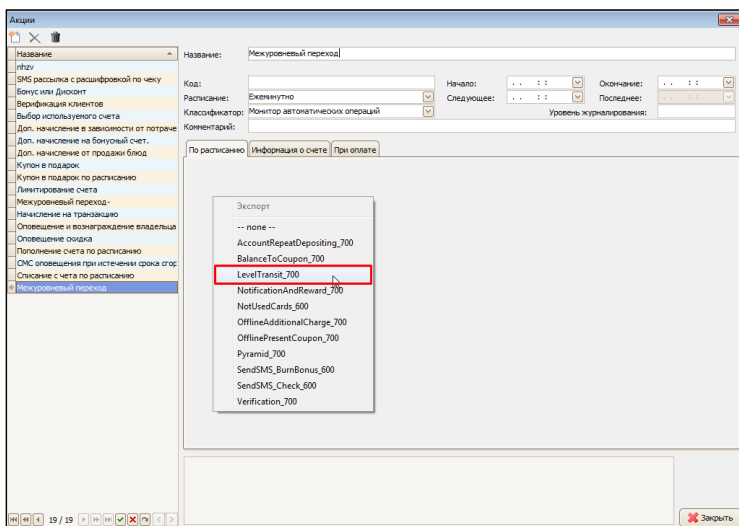 Акции
Название
nhzv
SMS рассылка с расшифровкой по чеку
Бонус или Дисконт
Верификация клиентов
Выбор используемого счета
Доп. начисление в зависимости от потраче
Доп. начисление на бонусный счет.
Доп. начисление от продажи блюд
Купон в подарок
Купон в подарок по расписанию
Лимитирование счета
Межуровневый переход-
Начисление на транзакцию
Оповещение и вознаграждение владельца
Оповещение скидка
Пополнение счета по расписанию
СМС оповещения при истечении срока сгор
Списание с чета по расписанию
Межуровневый переход
19 / 19
Название: Межуровневый переход
Код: Начало: . . : : Окончание: . . : :
Расписание: Ежеминутно Следующее: . . : : Последнее: . . : :
Классификатор: Монитор автоматических операций Уровень журналирования:
Комментарий:
По расписанию Информация о счете При оплате
Экспорт
-- none --
AccountRepeatDepositing_700
BalanceToCoupon_700
LevelTransit_700
NotificationAndReward_700
NotUsedCards_600
OfflineAdditionalCharge_700
OfflinePresentCoupon_700
Pyramid_700
SendSMS_BurnBonus_600
SendSMS_Check_600
Verification_700
Закрыть